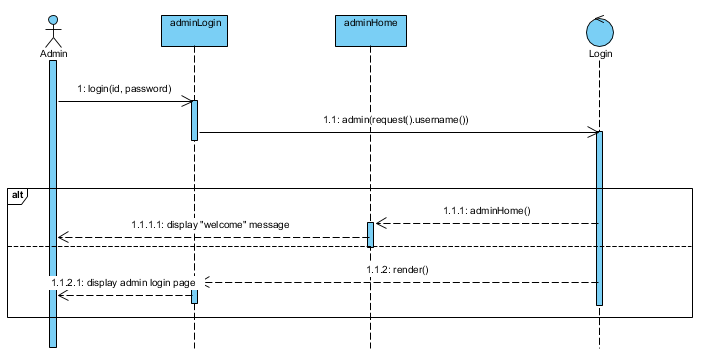 adminLogin
adminHome
Admin
Login
1: login(id, password)
1.1: admin(request().username())
alt
1.1.1: adminHome()
1.1.1.1: display "welcome" message
1.1.2: render()
1.1.2.1: display admin login page